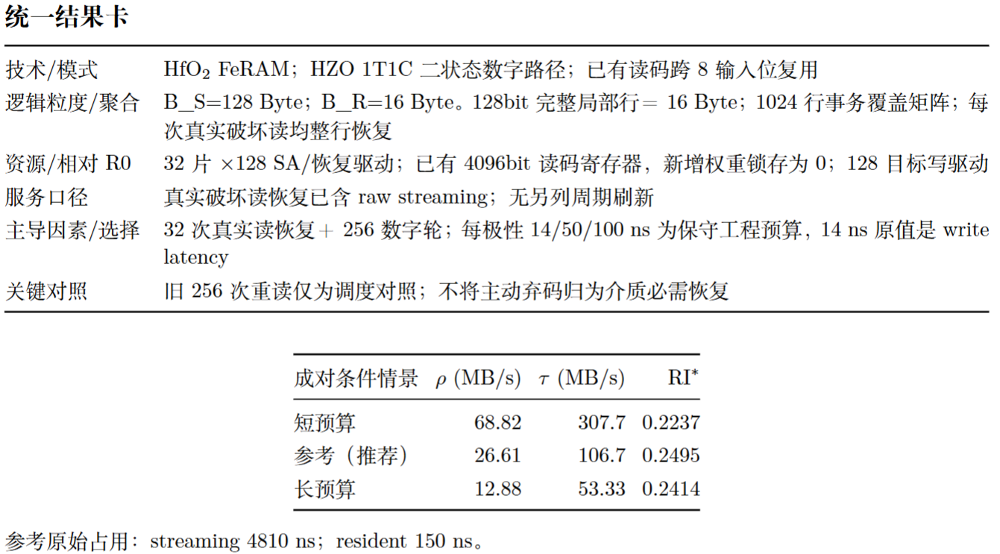 统一结果卡
技术/模式 HfO₂ FeRAM；HZO 1T1C 二状态数字路径；已有读码跨 8 输入位复用
逻辑粒度/聚合 B_S=128 Byte；B_R=16 Byte。128bit 完整局部行= 16 Byte；1024 行事务覆盖矩阵；每
次真实破坏读均整行恢复
资源/相对 R0 32 片 ×128 SA/恢复驱动；已有 4096bit 读码寄存器，新增权重锁存为 0；128 目标写驱动
服务口径 真实破坏读恢复已含 raw streaming；无另列周期刷新
主导因素/选择 32 次真实读恢复+ 256 数字轮；每极性 14/50/100 ns 为保守工程预算，14 ns 原值是 write
latency
关键对照 旧 256 次重读仅为调度对照；不将主动弃码归为介质必需恢复
成对条件情景 ρ (MB/s) τ (MB/s) RI*
短预算 68.82 307.7 0.2237
参考（推荐） 26.61 106.7 0.2495
长预算 12.88 53.33 0.2414
参考原始占用：streaming 4810 ns；resident 150 ns。